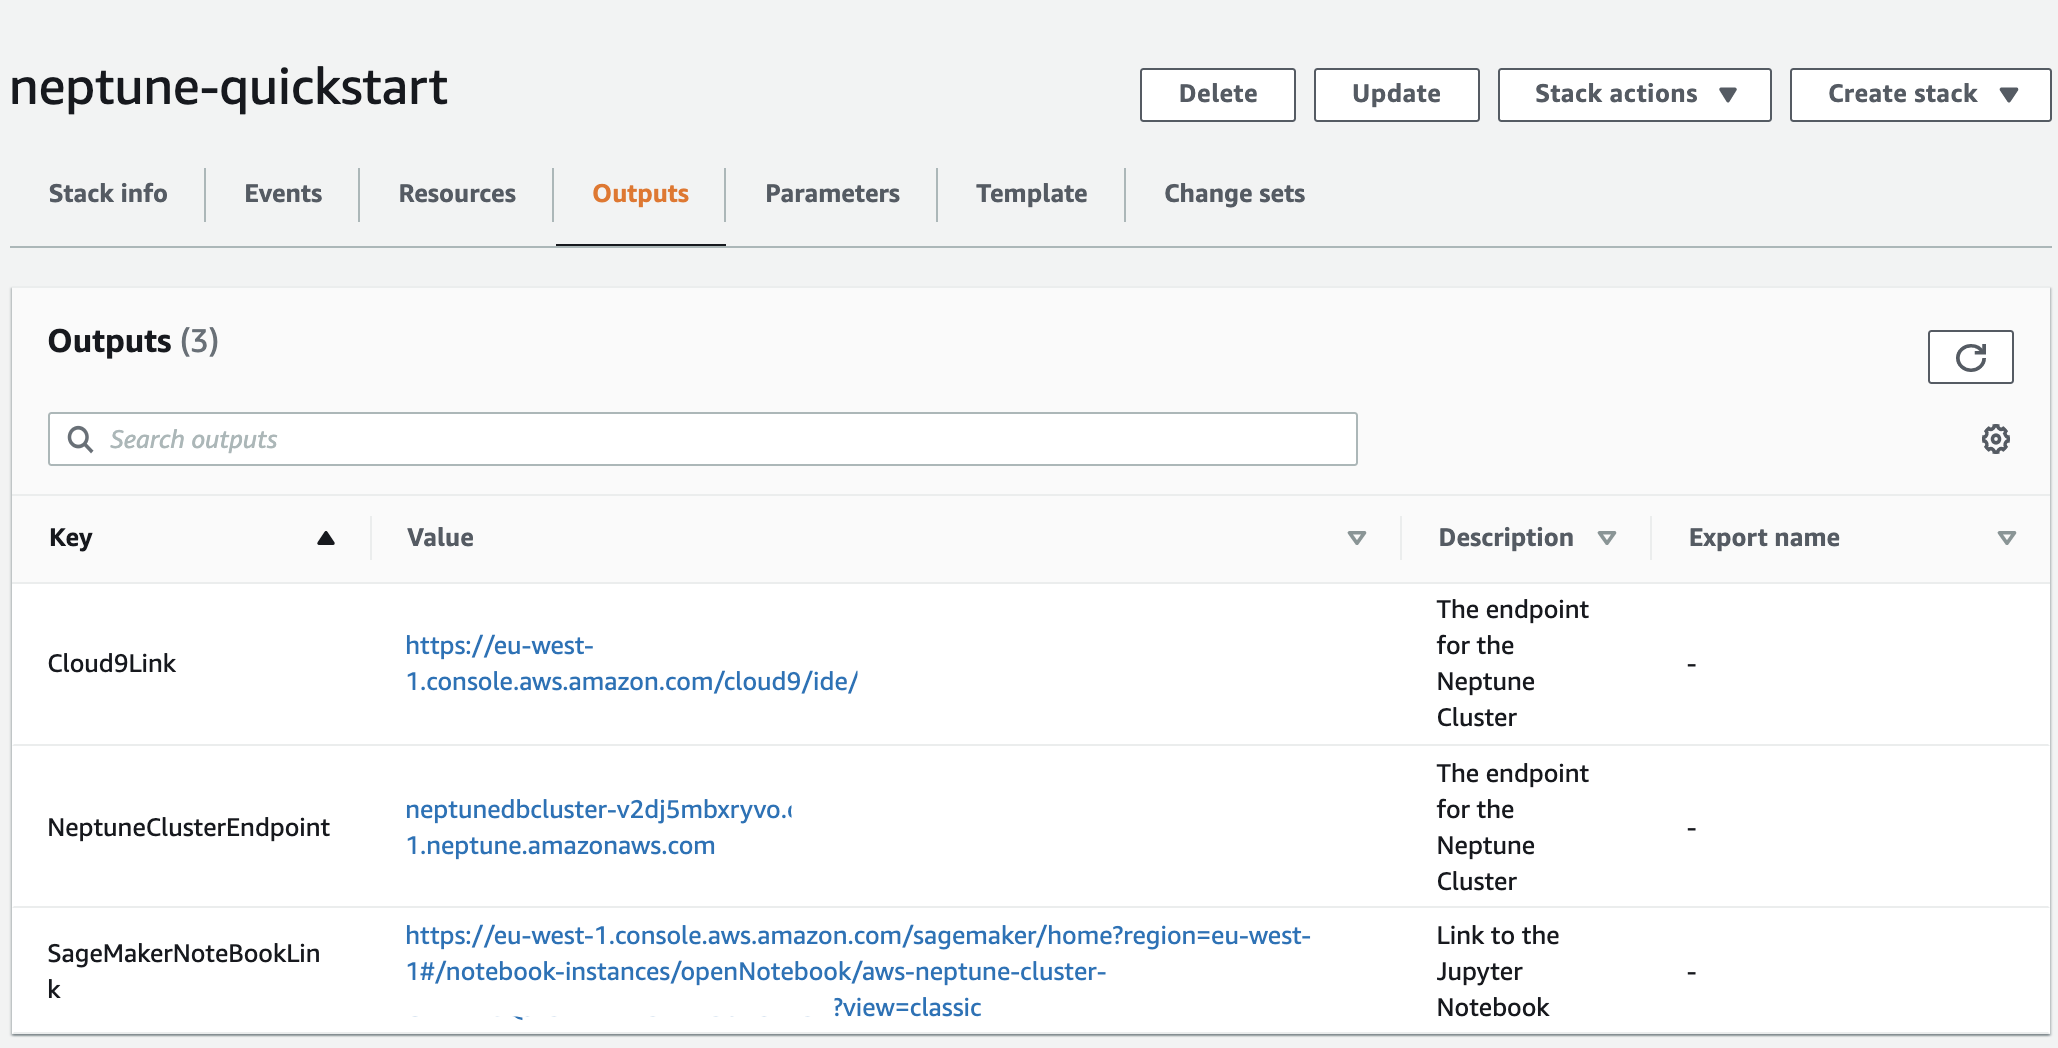 neptune-quickstart
Delete
Update
Stack actions
Create stack
Stack info
Events
Resources
Outputs
Parameters
Template
Change sets
Outputs (3)
Search outputs
Key
Value
Description
Export name
Cloud9Link
https://eu-west-
1.console.aws.amazon.com/cloud9/ide/
The endpoint
for the
Neptune
Cluster
-
NeptuneClusterEndpoint
neptunedbcluster-v2dj5mbxryvo.
1.neptune.amazonaws.com
The endpoint
for the
Neptune
Cluster
-
SageMakerNoteBookLin
k
https://eu-west-1.console.aws.amazon.com/sagemaker/home?region=eu-west-
1#/notebook-instances/openNotebook/aws-neptune-cluster-
?view=classic
Link to the
Jupyter
Notebook
-